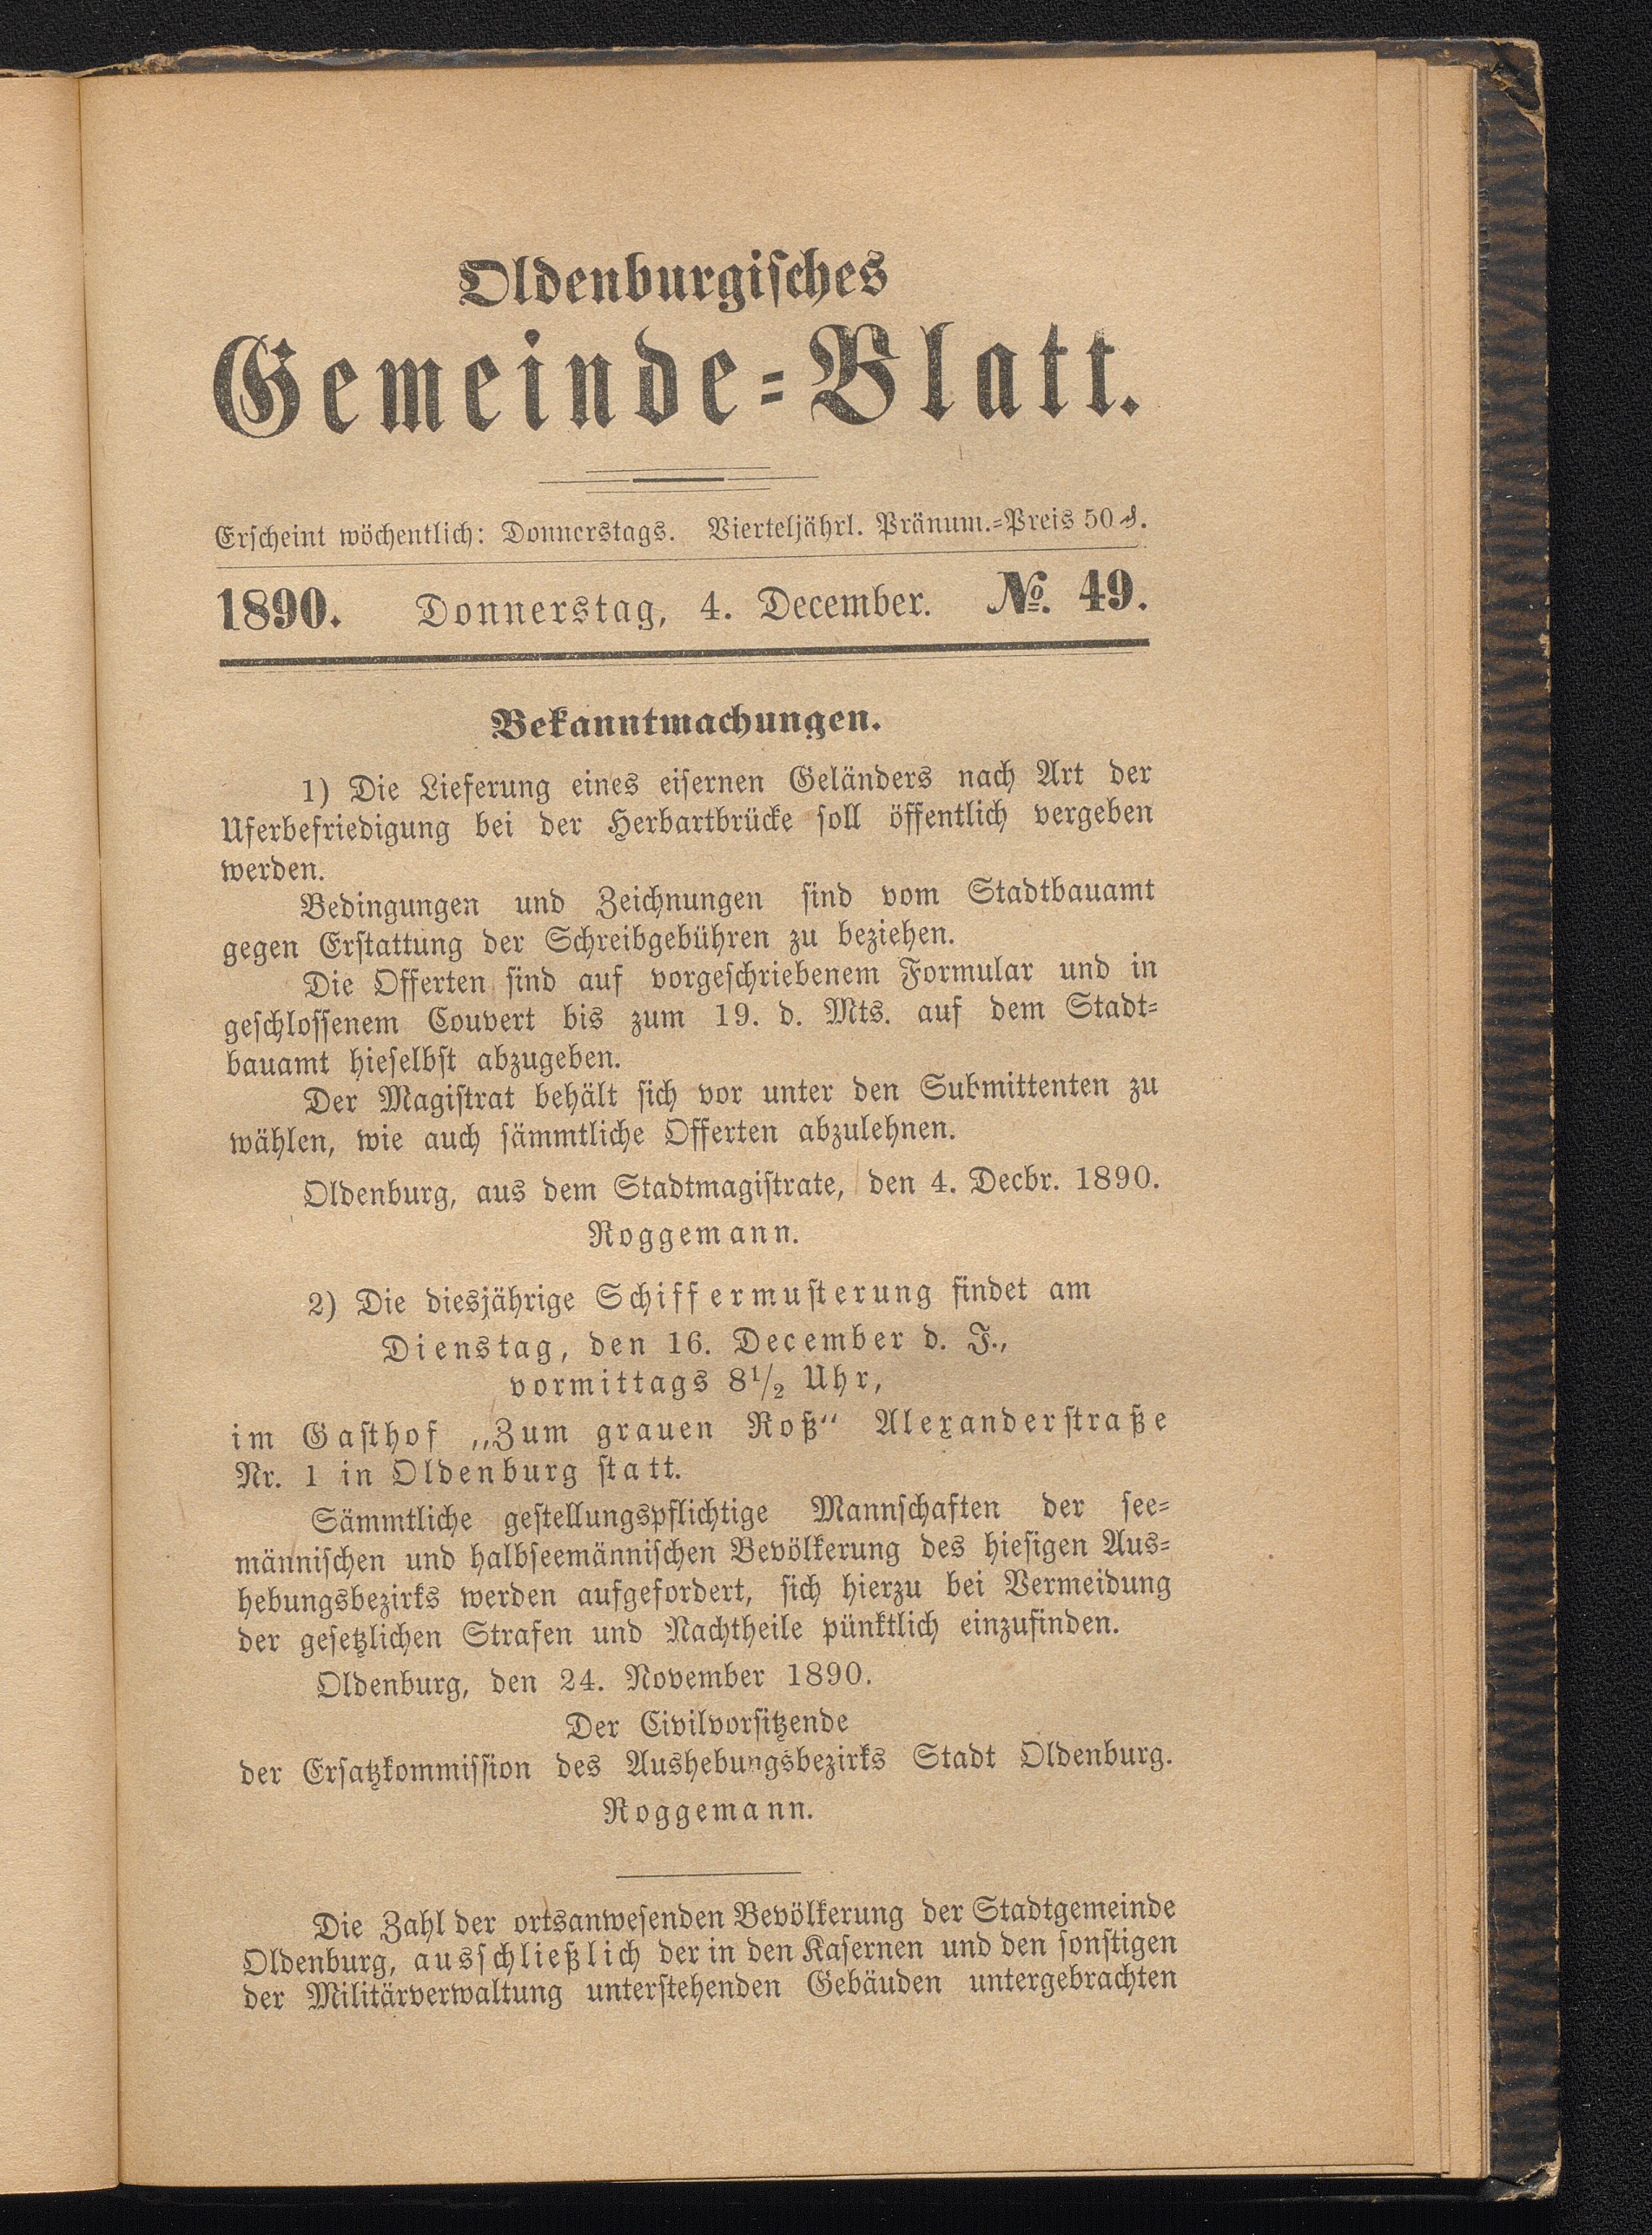 Oldenburgisches
Gemeinde-Blatt.
Erscheint wöchentlich: Donnerstags. Vierteljährl. Pränum.-Preis 50 ₰.
1890. Donnerstag, 4. December. №. 49.
Bekanntmachungen.
1) Die Lieferung eines eisernen Geländers nach Art der
Uferbefriedigung bei der Herbartbrücke soll öffentlich vergeben
werden.
Bedingungen und Zeichnungen sind vom Stadtbauamt
gegen Erstattung der Schreibgebühren zu beziehen.
Die Offerten sind auf vorgeschriebenem Formular und in
geschlossenem Couvert bis zum 19. d. Mts. auf dem Stadt-
bauamt hieselbst abzugeben.
Der Magistrat behält sich vor unter den Submittenten zu
wählen, wie auch sämmtliche Offerten abzulehnen.
Oldenburg, aus dem Stadtmagistrate, den 4. Decbr. 1890.
Roggemann.
2) Die diesjährige Schiffermusterung findet am
Dienstag, den 16. December d. J.,
vormittags 8½ Uhr,
im Gasthof „Zum grauen Roß“ Alexanderstraße
Nr. 1 in Oldenburg statt.
Sämmtliche gestellungspflichtige Mannschaften der see-
männischen und halbseemännischen Bevölkerung des hiesigen Aus-
hebungsbezirks werden aufgefordert, sich hierzu bei Vermeidung
der gesetzlichen Strafen und Nachtheile pünktlich einzufinden.
Oldenburg, den 24. November 1890.
Der Civilvorsitzende
der Ersatzkommission des Aushebungsbezirks Stadt Oldenburg.
Roggemann.
Die Zahl der ortsanwesenden Bevölkerung der Stadtgemeinde
Oldenburg, ausschließlich der in den Kasernen und den sonstigen
der Militärverwaltung unterstehenden Gebäuden untergebrachten